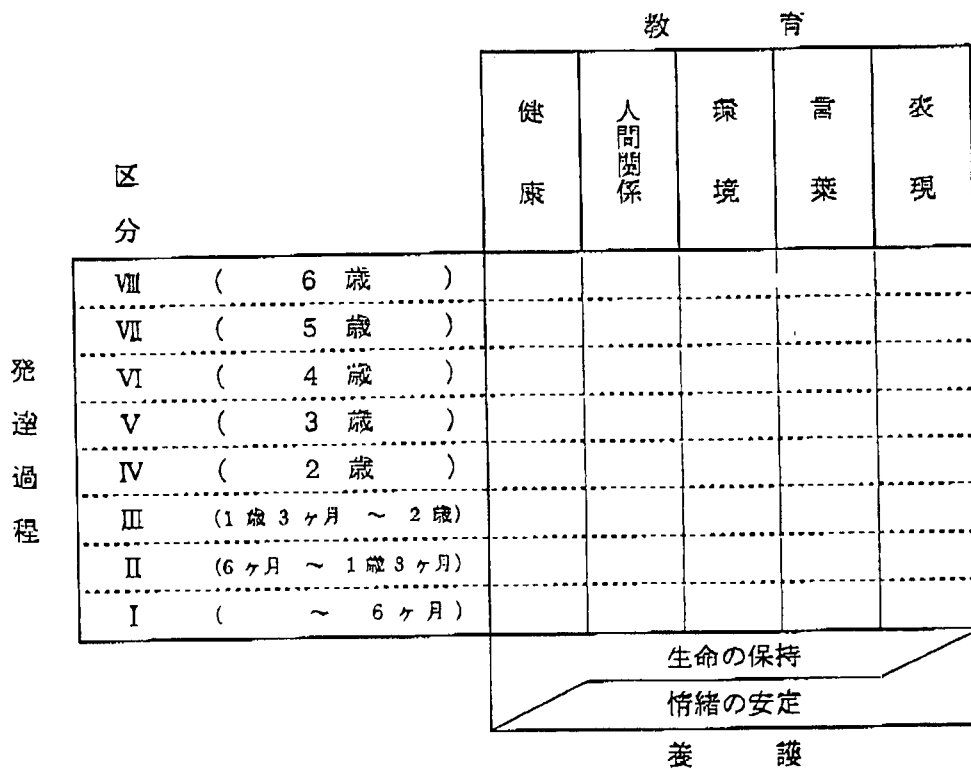 教育
健康
人間関係
環境
言葉
表現
区分
発達過程
Ⅷ ( 6 歳 )
Ⅶ ( 5 歳 )
Ⅵ ( 4 歳 )
Ⅴ ( 3 歳 )
Ⅳ ( 2 歳 )
Ⅲ (1 歳 3 ヶ月 ～ 2 歳)
Ⅱ (6 ヶ月 ～ 1 歳 3 ヶ月)
Ⅰ ( ～ 6 ヶ月)
生命の保持
情緒の安定
養護